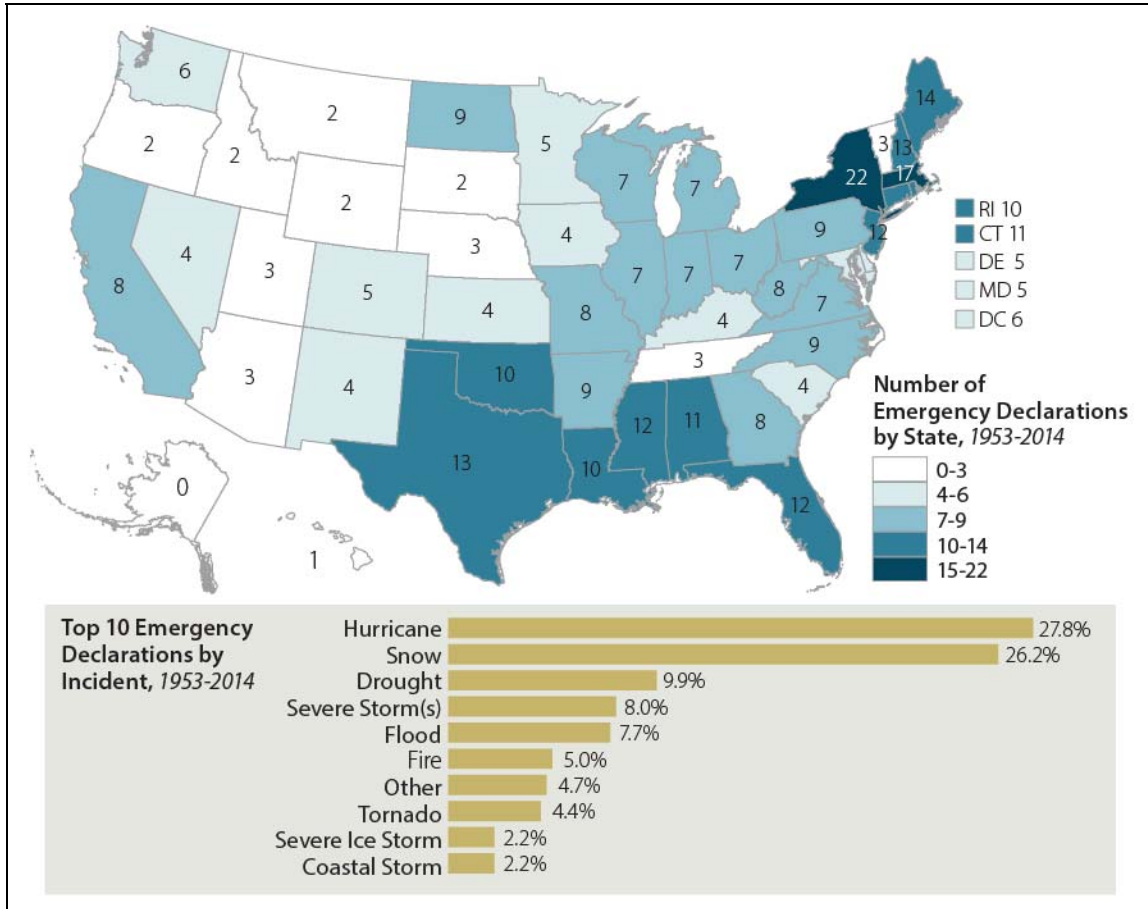 6
2
9
14
5
2
2
3
13
2
7
7
22
17
2
RI 10
CT 11
DE 5
MD 5
DC 6
4
3
9
12
8
4
3
5
7
7
7
8
7
4
8
4
9
3
10
9
4
3
4
12
11
8
13
10
12
0
1
Number of
Emergency Declarations
by State, 1953-2014
0-3
4-6
7-9
10-14
15-22
Top 10 Emergency
Declarations by
Incident, 1953-2014
Hurricane 27.8%
Snow 26.2%
Drought 9.9%
Severe Storm(s) 8.0%
Flood 7.7%
Fire 5.0%
Other 4.7%
Tornado 4.4%
Severe Ice Storm 2.2%
Coastal Storm 2.2%